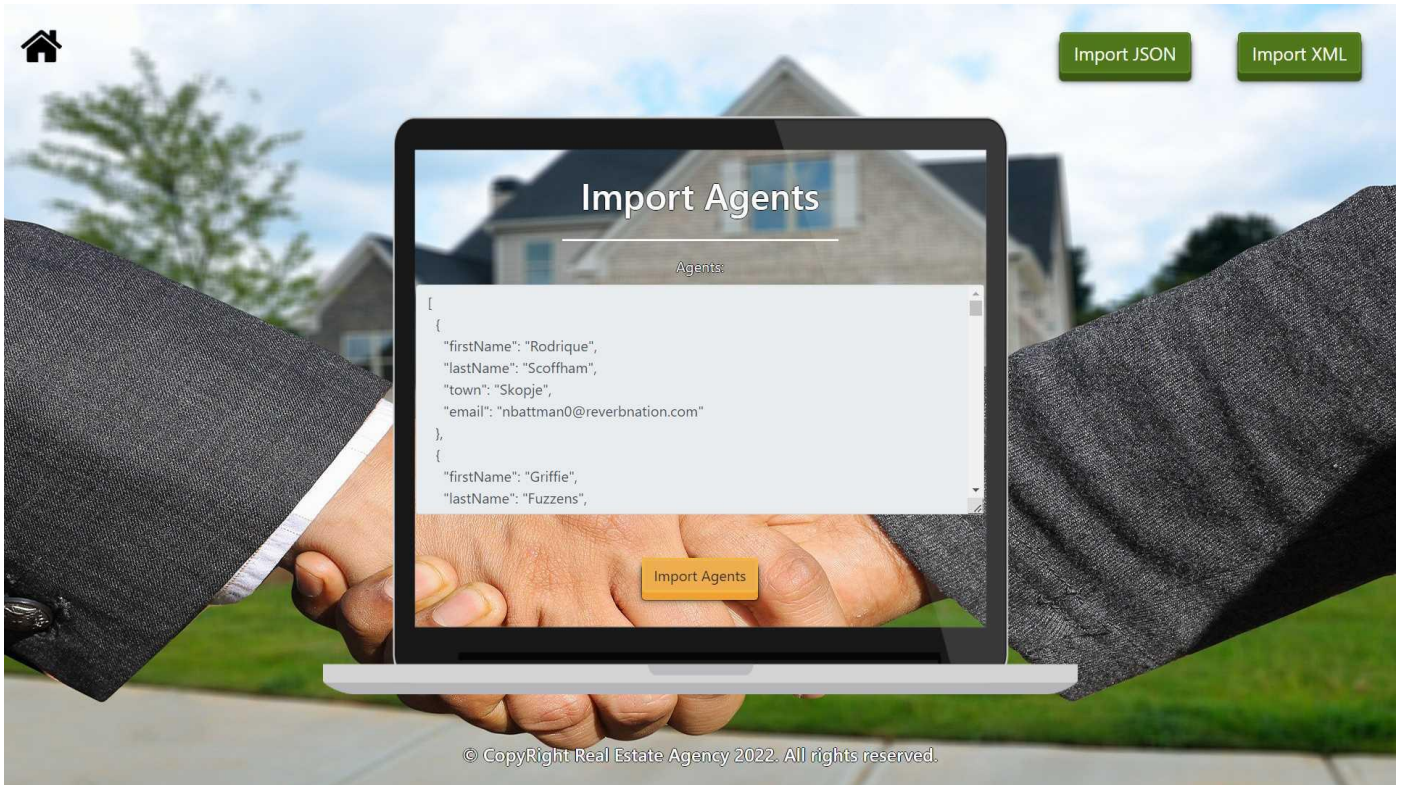 Import JSON
Import XML
Import Agents
Agents:
[
{
"firstName": "Rodrique",
"lastName": "Scoffham",
"town": "Skopje",
"email": "nbattman0@reverbnation.com"
},
{
"firstName": "Griffie",
"lastName": "Fuzzens",
Import Agents
© CopyRight Real Estate Agency 2022. All rights reserved.